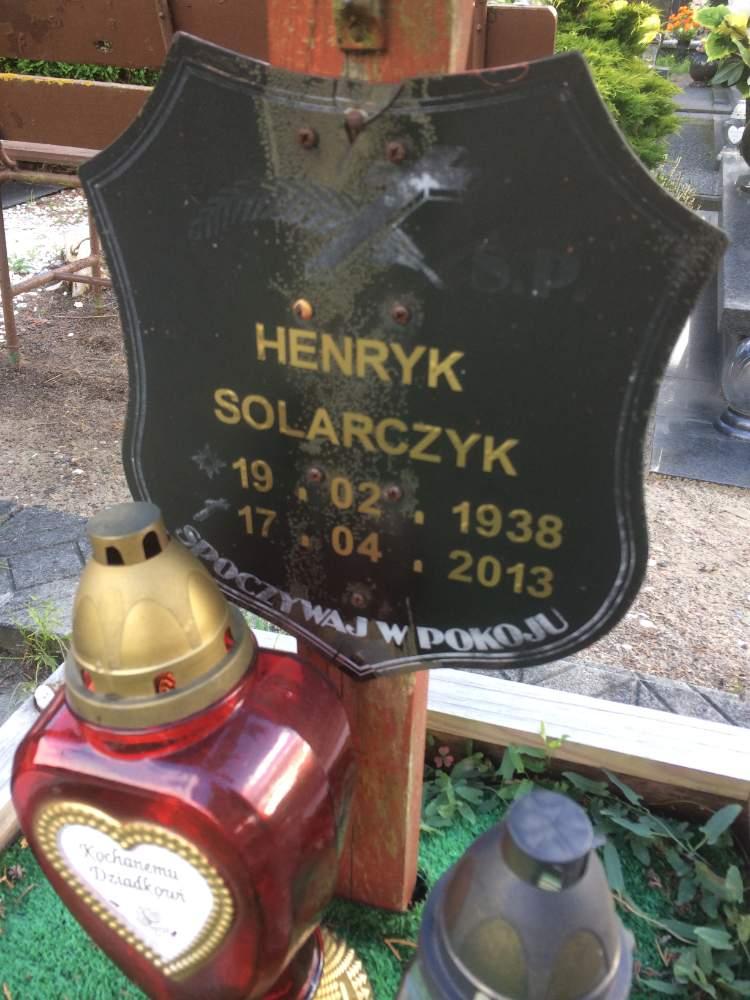 Ś.P.
HENRYK
SOLARCZYK
19 . 02 . 1938
17 . 04 . 2013
SPOCZYWAJ W POKOJU
Kochanemu
Dziadkowi